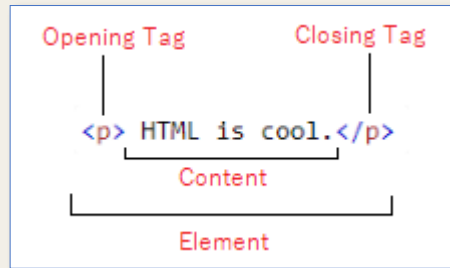 Opening Tag Closing Tag
<p> HTML is cool.</p>
Content
Element